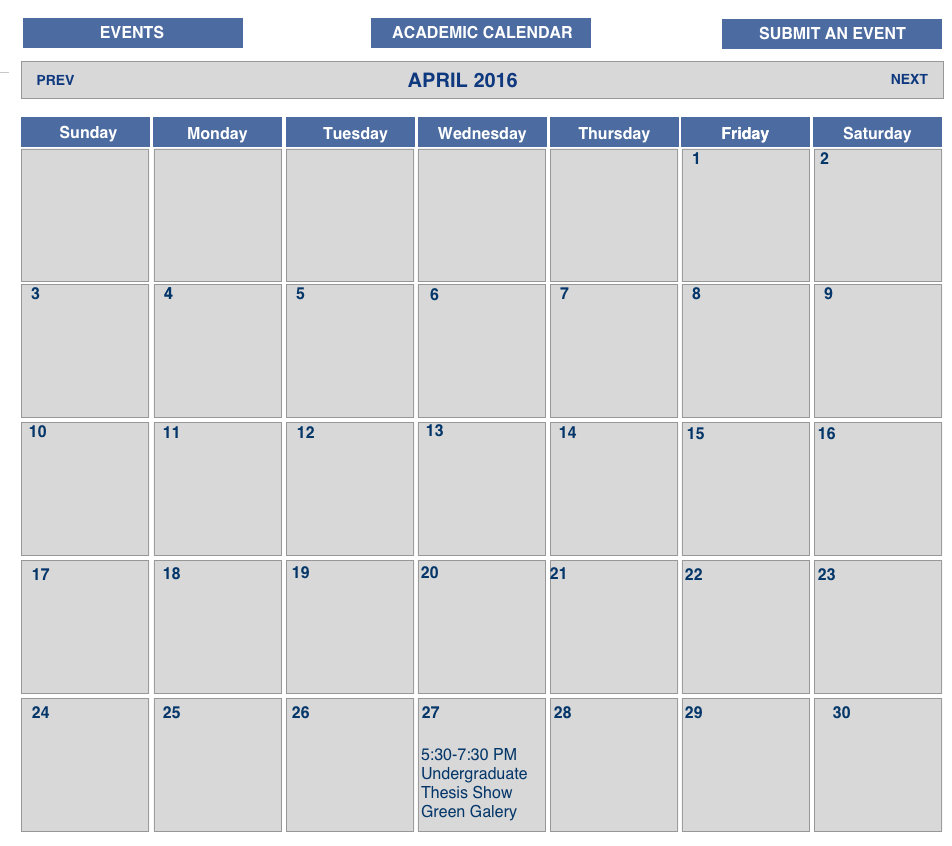 EVENTS ACADEMIC CALENDAR SUBMIT AN EVENT
PREV APRIL 2016 NEXT
Sunday Monday Tuesday Wednesday Thursday Friday Saturday
1 2
3 4 5 6 7 8 9
10 11 12 13 14 15 16
17 18 19 20 21 22 23
24 25 26 27 28 29 30
5:30-7:30 PM
Undergraduate
Thesis Show
Green Galery